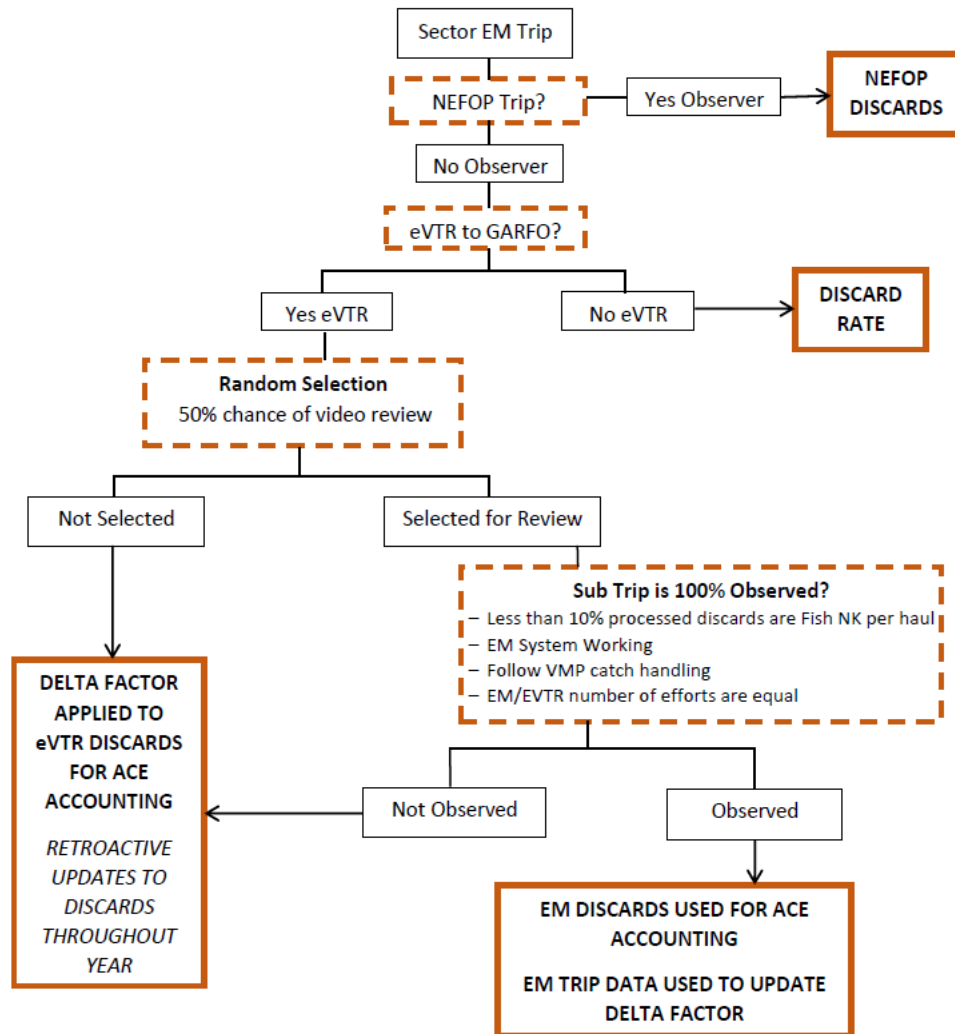 Sector EM Trip
NEFOP Trip?
Yes Observer
NEFOP
DISCARDS
No Observer
eVTR to GARFO?
Yes eVTR
No eVTR
DISCARD
RATE
Random Selection
50% chance of video review
Not Selected
Selected for Review
Sub Trip is 100% Observed?
– Less than 10% processed discards are Fish NK per haul
– EM System Working
– Follow VMP catch handling
– EM/EVTR number of efforts are equal
DELTA FACTOR
APPLIED TO
eVTR DISCARDS
FOR ACE
ACCOUNTING
RETROACTIVE
UPDATES TO
DISCARDS
THROUGHOUT
YEAR
Not Observed
Observed
EM DISCARDS USED FOR ACE
ACCOUNTING
EM TRIP DATA USED TO UPDATE
DELTA FACTOR